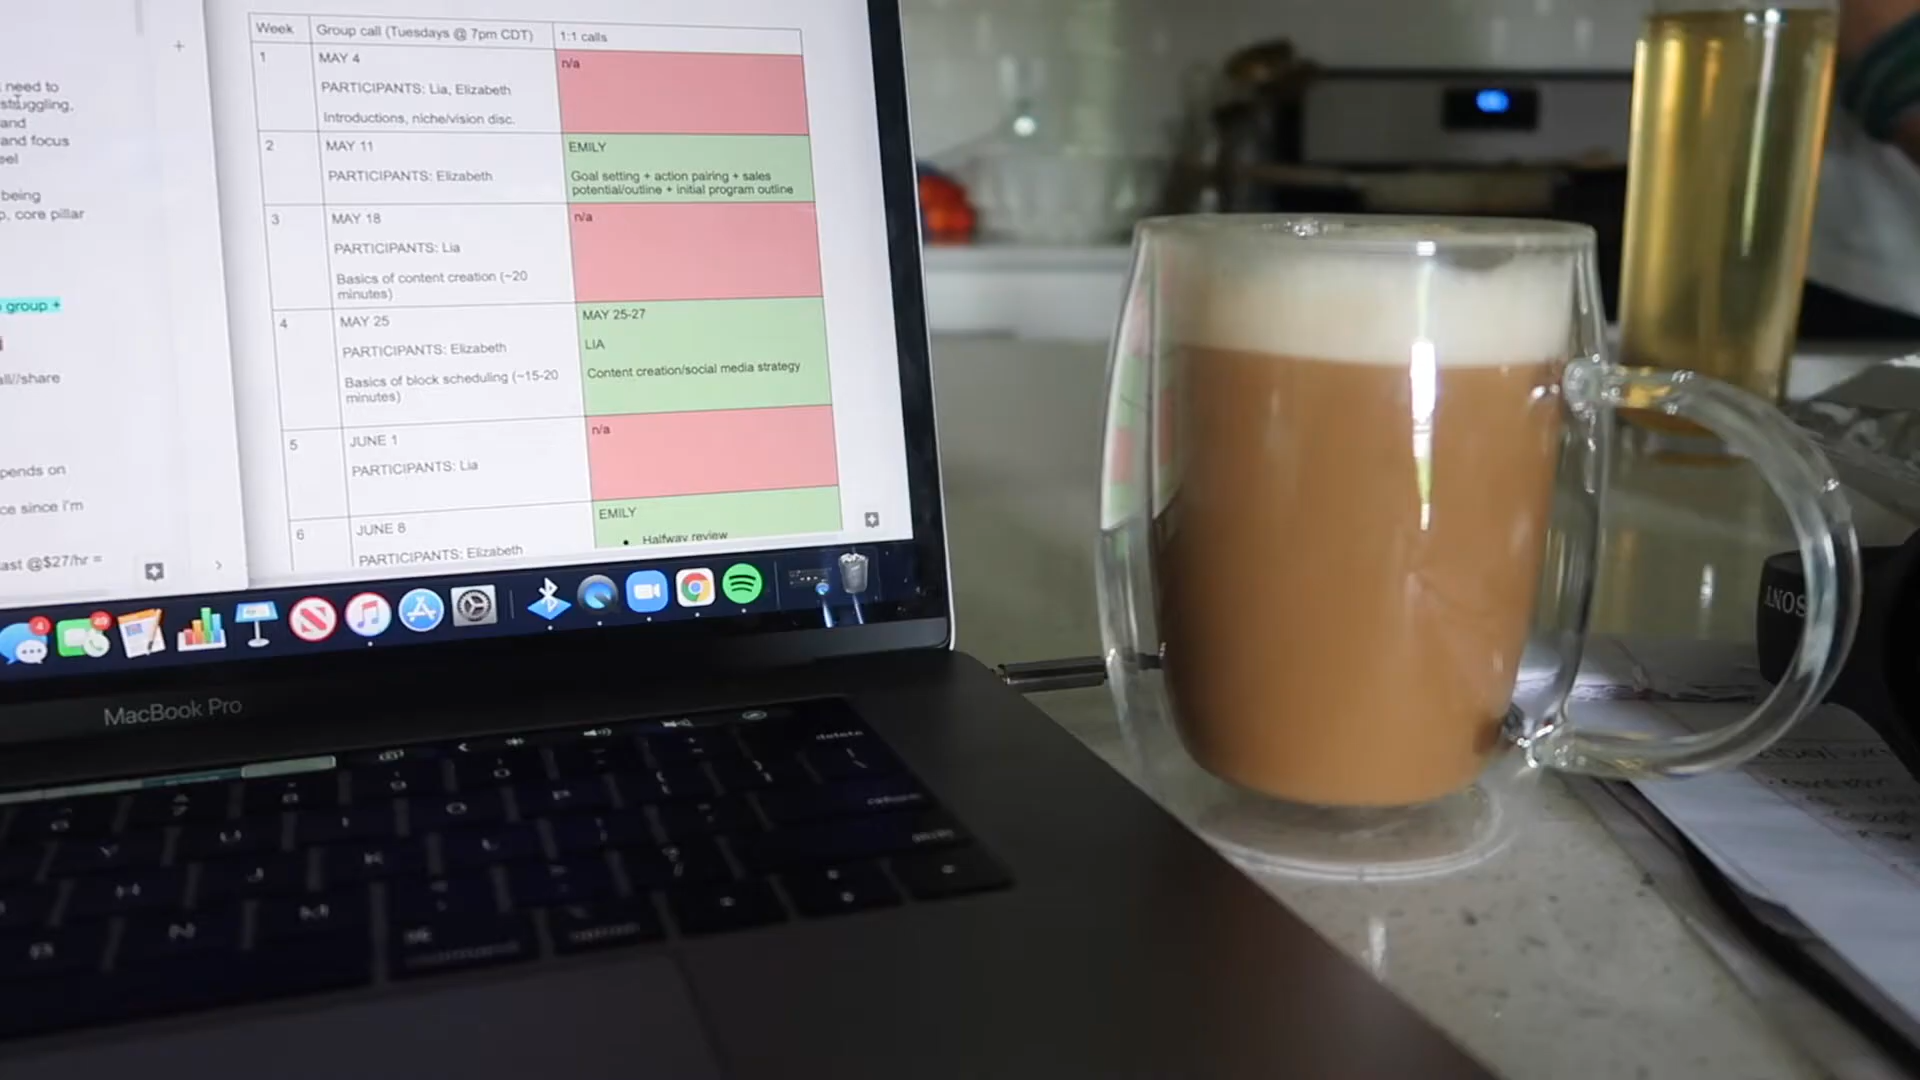 need to
struggling,
and
and focus
being
core pillar
group +
all//share
pends on
ce since I'm
ast @$27/hr =
Week
Group call (Tuesdays @ 7pm CDT)
1:1 calls
1
MAY 4
PARTICIPANTS: Lia, Elizabeth
Introductions, niche/vision disc.
n/a
2
MAY 11
PARTICIPANTS: Elizabeth
EMILY
Goal setting + action pairing + sales
potential/outline + initial program outline
3
MAY 18
PARTICIPANTS: Lia
Basics of content creation (~20
minutes)
n/a
4
MAY 25
PARTICIPANTS: Elizabeth
Basics of block scheduling (~15-20
minutes)
MAY 25-27
LIA
Content creation/social media strategy
5
JUNE 1
PARTICIPANTS: Lia
n/a
6
JUNE 8
PARTICIPANTS: Elizabeth
EMILY
• Halfway review
MacBook Pro
delete
return
SONY